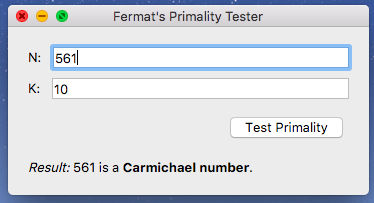 Fermat's Primality Tester
N: 561
K: 10
Test Primality
Result: 561 is a Carmichael number.